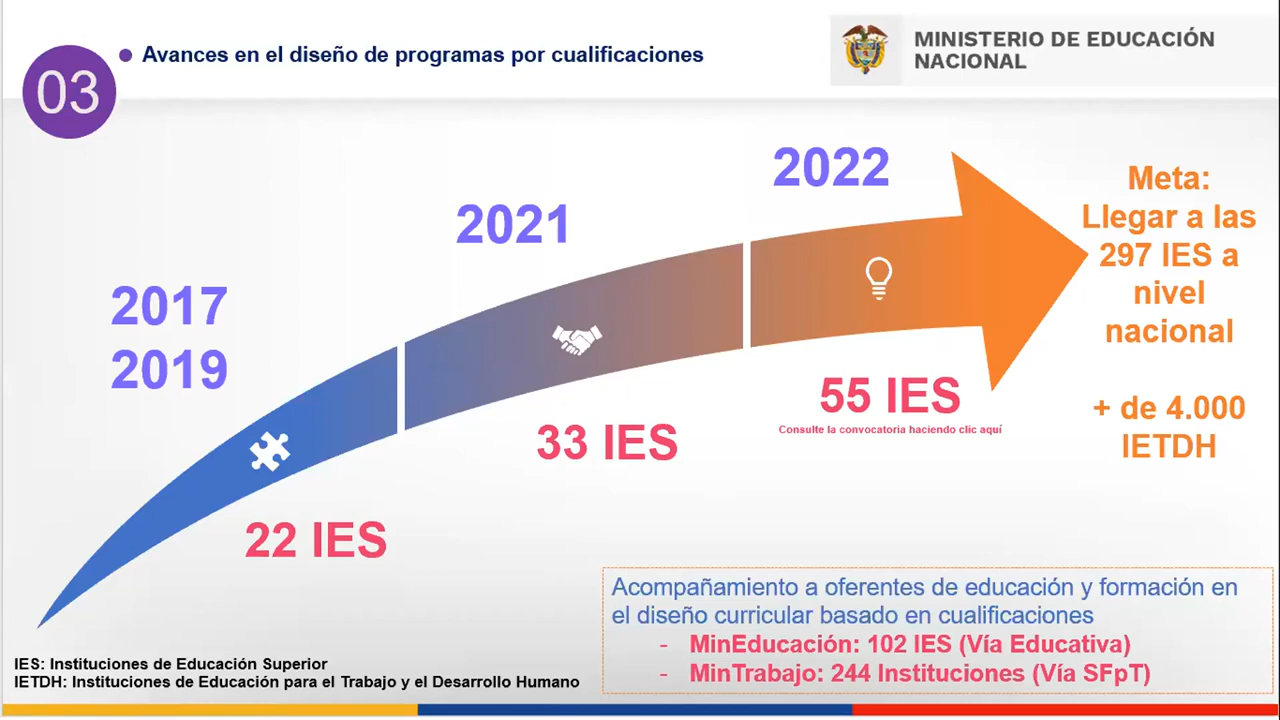 03
Avances en el diseño de programas por cualificaciones
MINISTERIO DE EDUCACIÓN
NACIONAL
2017
2019
22 IES
2021
33 IES
2022
55 IES
Consulte la convocatoria haciendo clic aquí
Meta:
Llegar a las
297 IES a
nivel
nacional
+ de 4.000
IETDH
Acompañamiento a oferentes de educación y formación en
el diseño curricular basado en cualificaciones
- MinEducación: 102 IES (Vía Educativa)
- MinTrabajo: 244 Instituciones (Vía SFpT)
IES: Instituciones de Educación Superior
IETDH: Instituciones de Educación para el Trabajo y el Desarrollo Humano